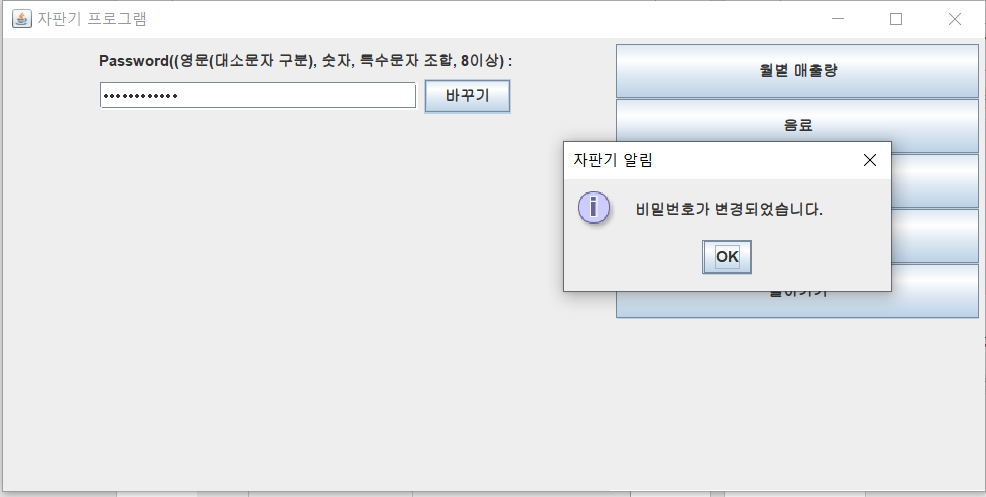 자판기 프로그램
Password((영문(대소문자 구분), 숫자, 특수문자 조합, 8이상) :
바꾸기
월별 매출량
음료
자판기 알림
비밀번호가 변경되었습니다.
OK